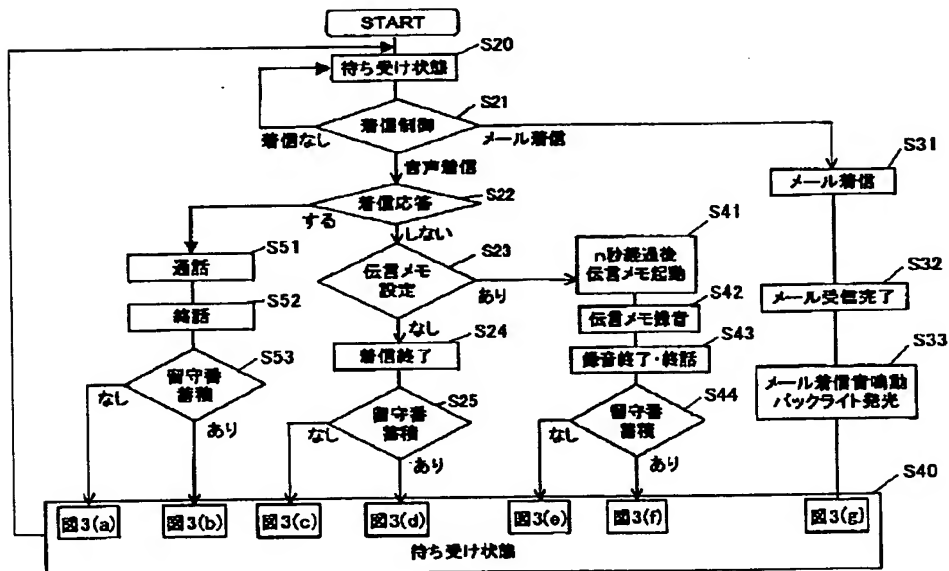 START
S20
待ち受け状態
S21
着信制御
着信なし
メール着信
音声着信
S31
メール着信
S22
着信応答
する
しない
S41
n秒経過後
伝言メモ起動
S51
通話
S23
伝言メモ
設定
あり
なし
S32
メール受信完了
S52
終話
S42
伝言メモ録音
S24
着信終了
S43
録音終了・終話
S33
メール着信音鳴動
バックライト発光
S53
留守番
蓄積
なし
あり
S25
留守番
蓄積
なし
あり
S44
留守番
蓄積
なし
あり
S40
図3(a)
図3(b)
図3(c)
図3(d)
図3(e)
図3(f)
図3(g)
待ち受け状態